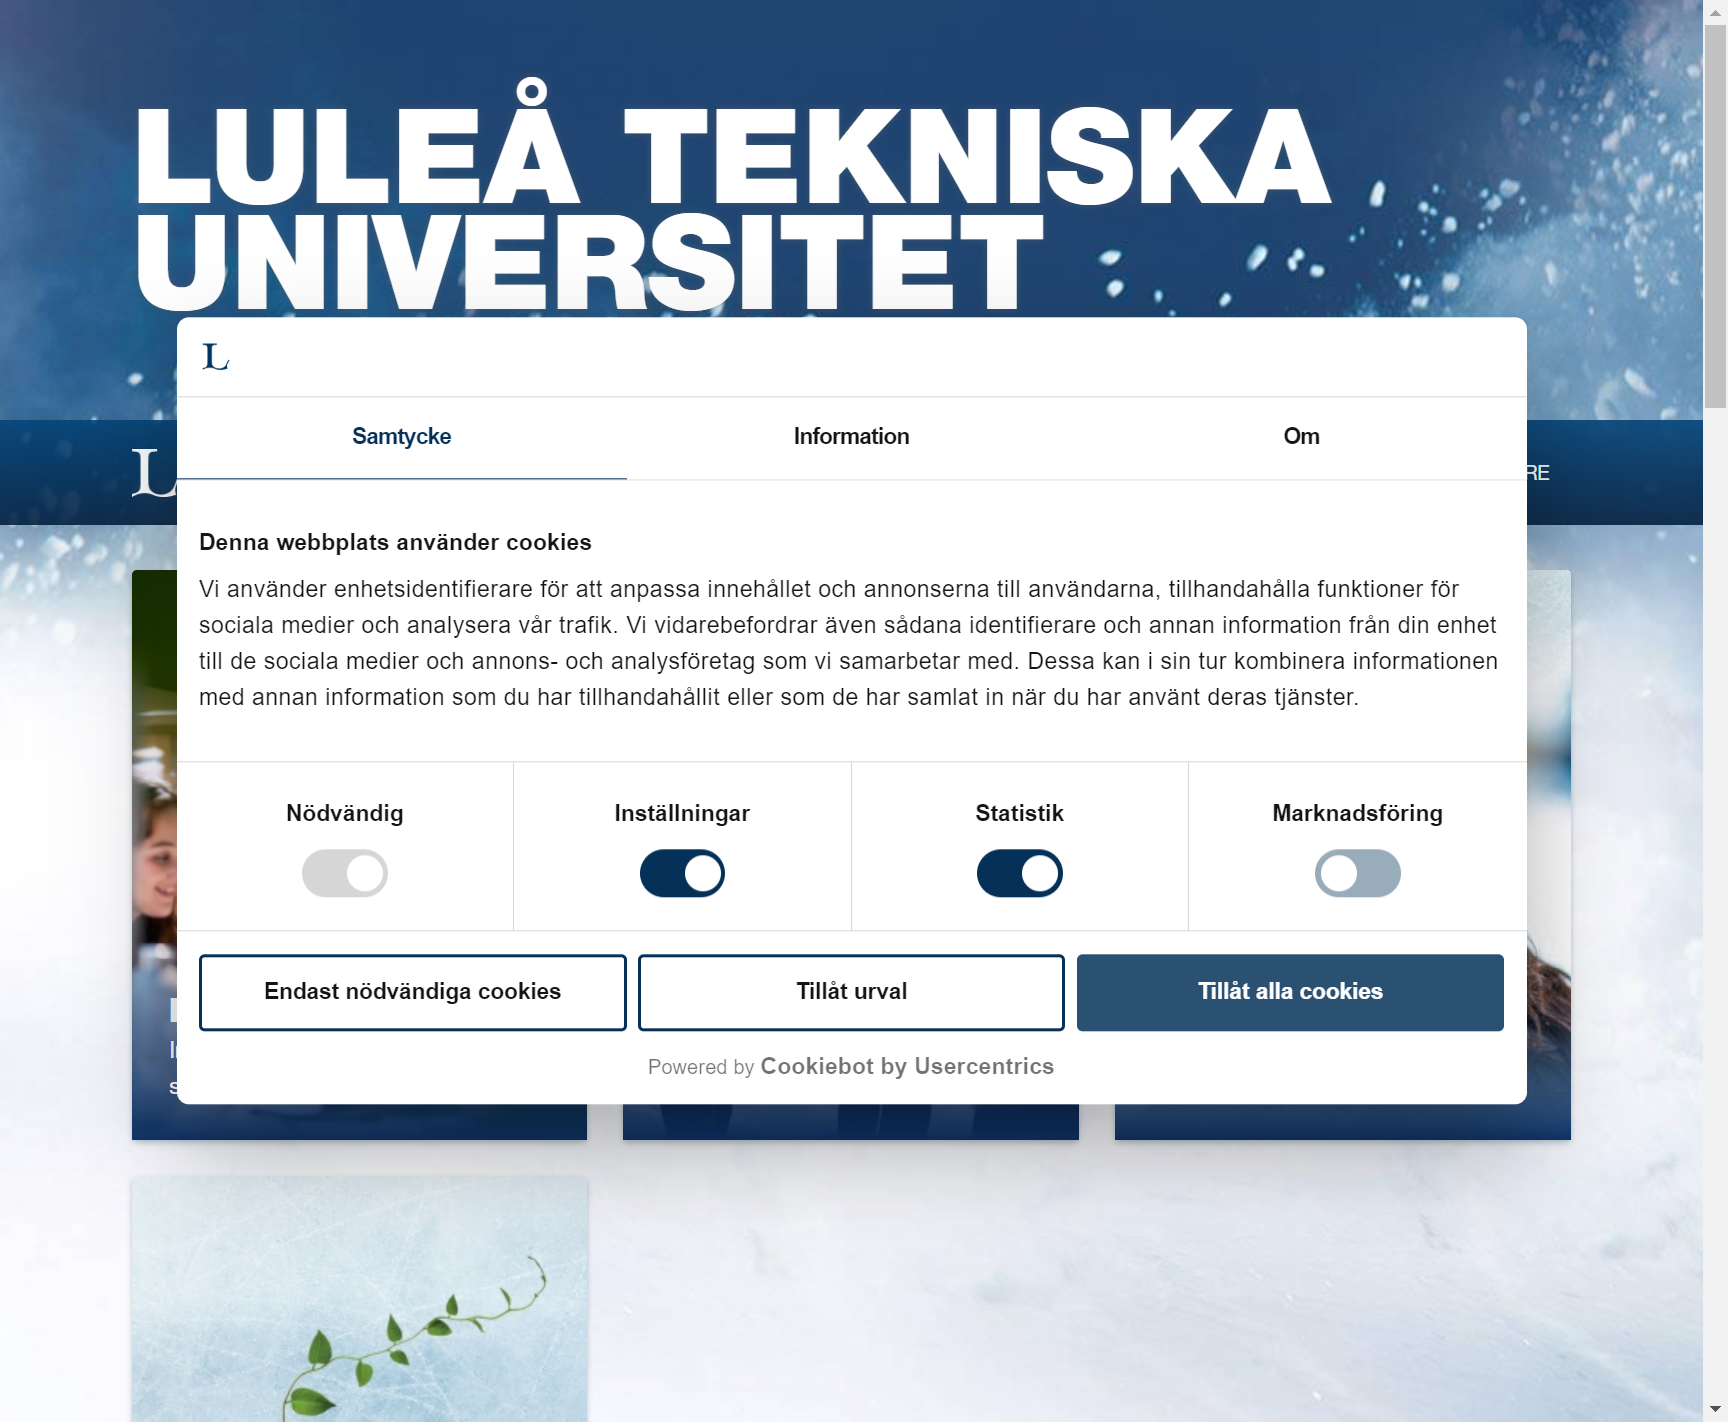 LULEÅ TEKNISKA
UNIVERSITET
L
Samtycke
Information
Om
L
RE
Denna webbplats använder cookies
Vi använder enhetsidentifierare för att anpassa innehållet och annonserna till användarna, tillhandahålla funktioner för
sociala medier och analysera vår trafik. Vi vidarebefordrar även sådana identifierare och annan information från din enhet
till de sociala medier och annons- och analysföretag som vi samarbetar med. Dessa kan i sin tur kombinera informationen
med annan information som du har tillhandahållit eller som de har samlat in när du har använt deras tjänster.
Nödvändig
Inställningar
Statistik
Marknadsföring
Endast nödvändiga cookies
Tillåt urval
Tillåt alla cookies
Powered by Cookiebot by Usercentrics